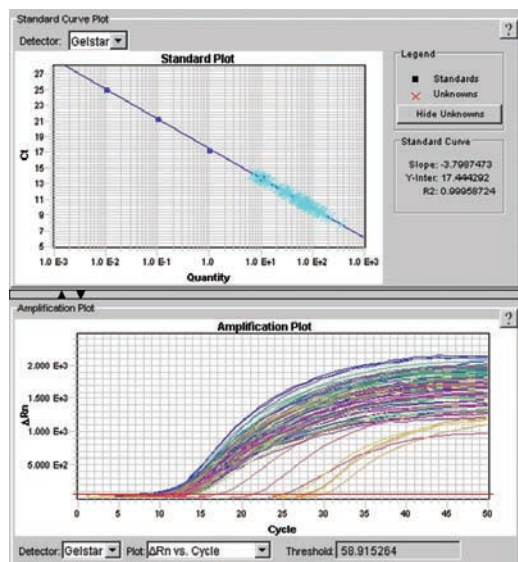 Standard Curve Plot
?
Detector: Gelstar
Standard Plot
Ct
27
25
23
21
19
17
15
13
11
9
7
5
1.0 E-3 1.0 E-2 1.0 E-1 1.0 1.0 E+1 1.0 E+2 1.0 E+3
Quantity
Legend
Standards
Unknowns
Hide Unknowns
Standard Curve
Slope: -3.7987473
Y-Inter: 17.444292
R2: 0.99958724
Amplification Plot
?
Amplification Plot
ΔRn
2.000 E+3
1.500 E+3
1.000 E+3
5.000 E+2
0 5 10 15 20 25 30 35 40 45 50
Cycle
Detector: Gelstar Plot: ΔRn vs. Cycle Threshold: 58.915264